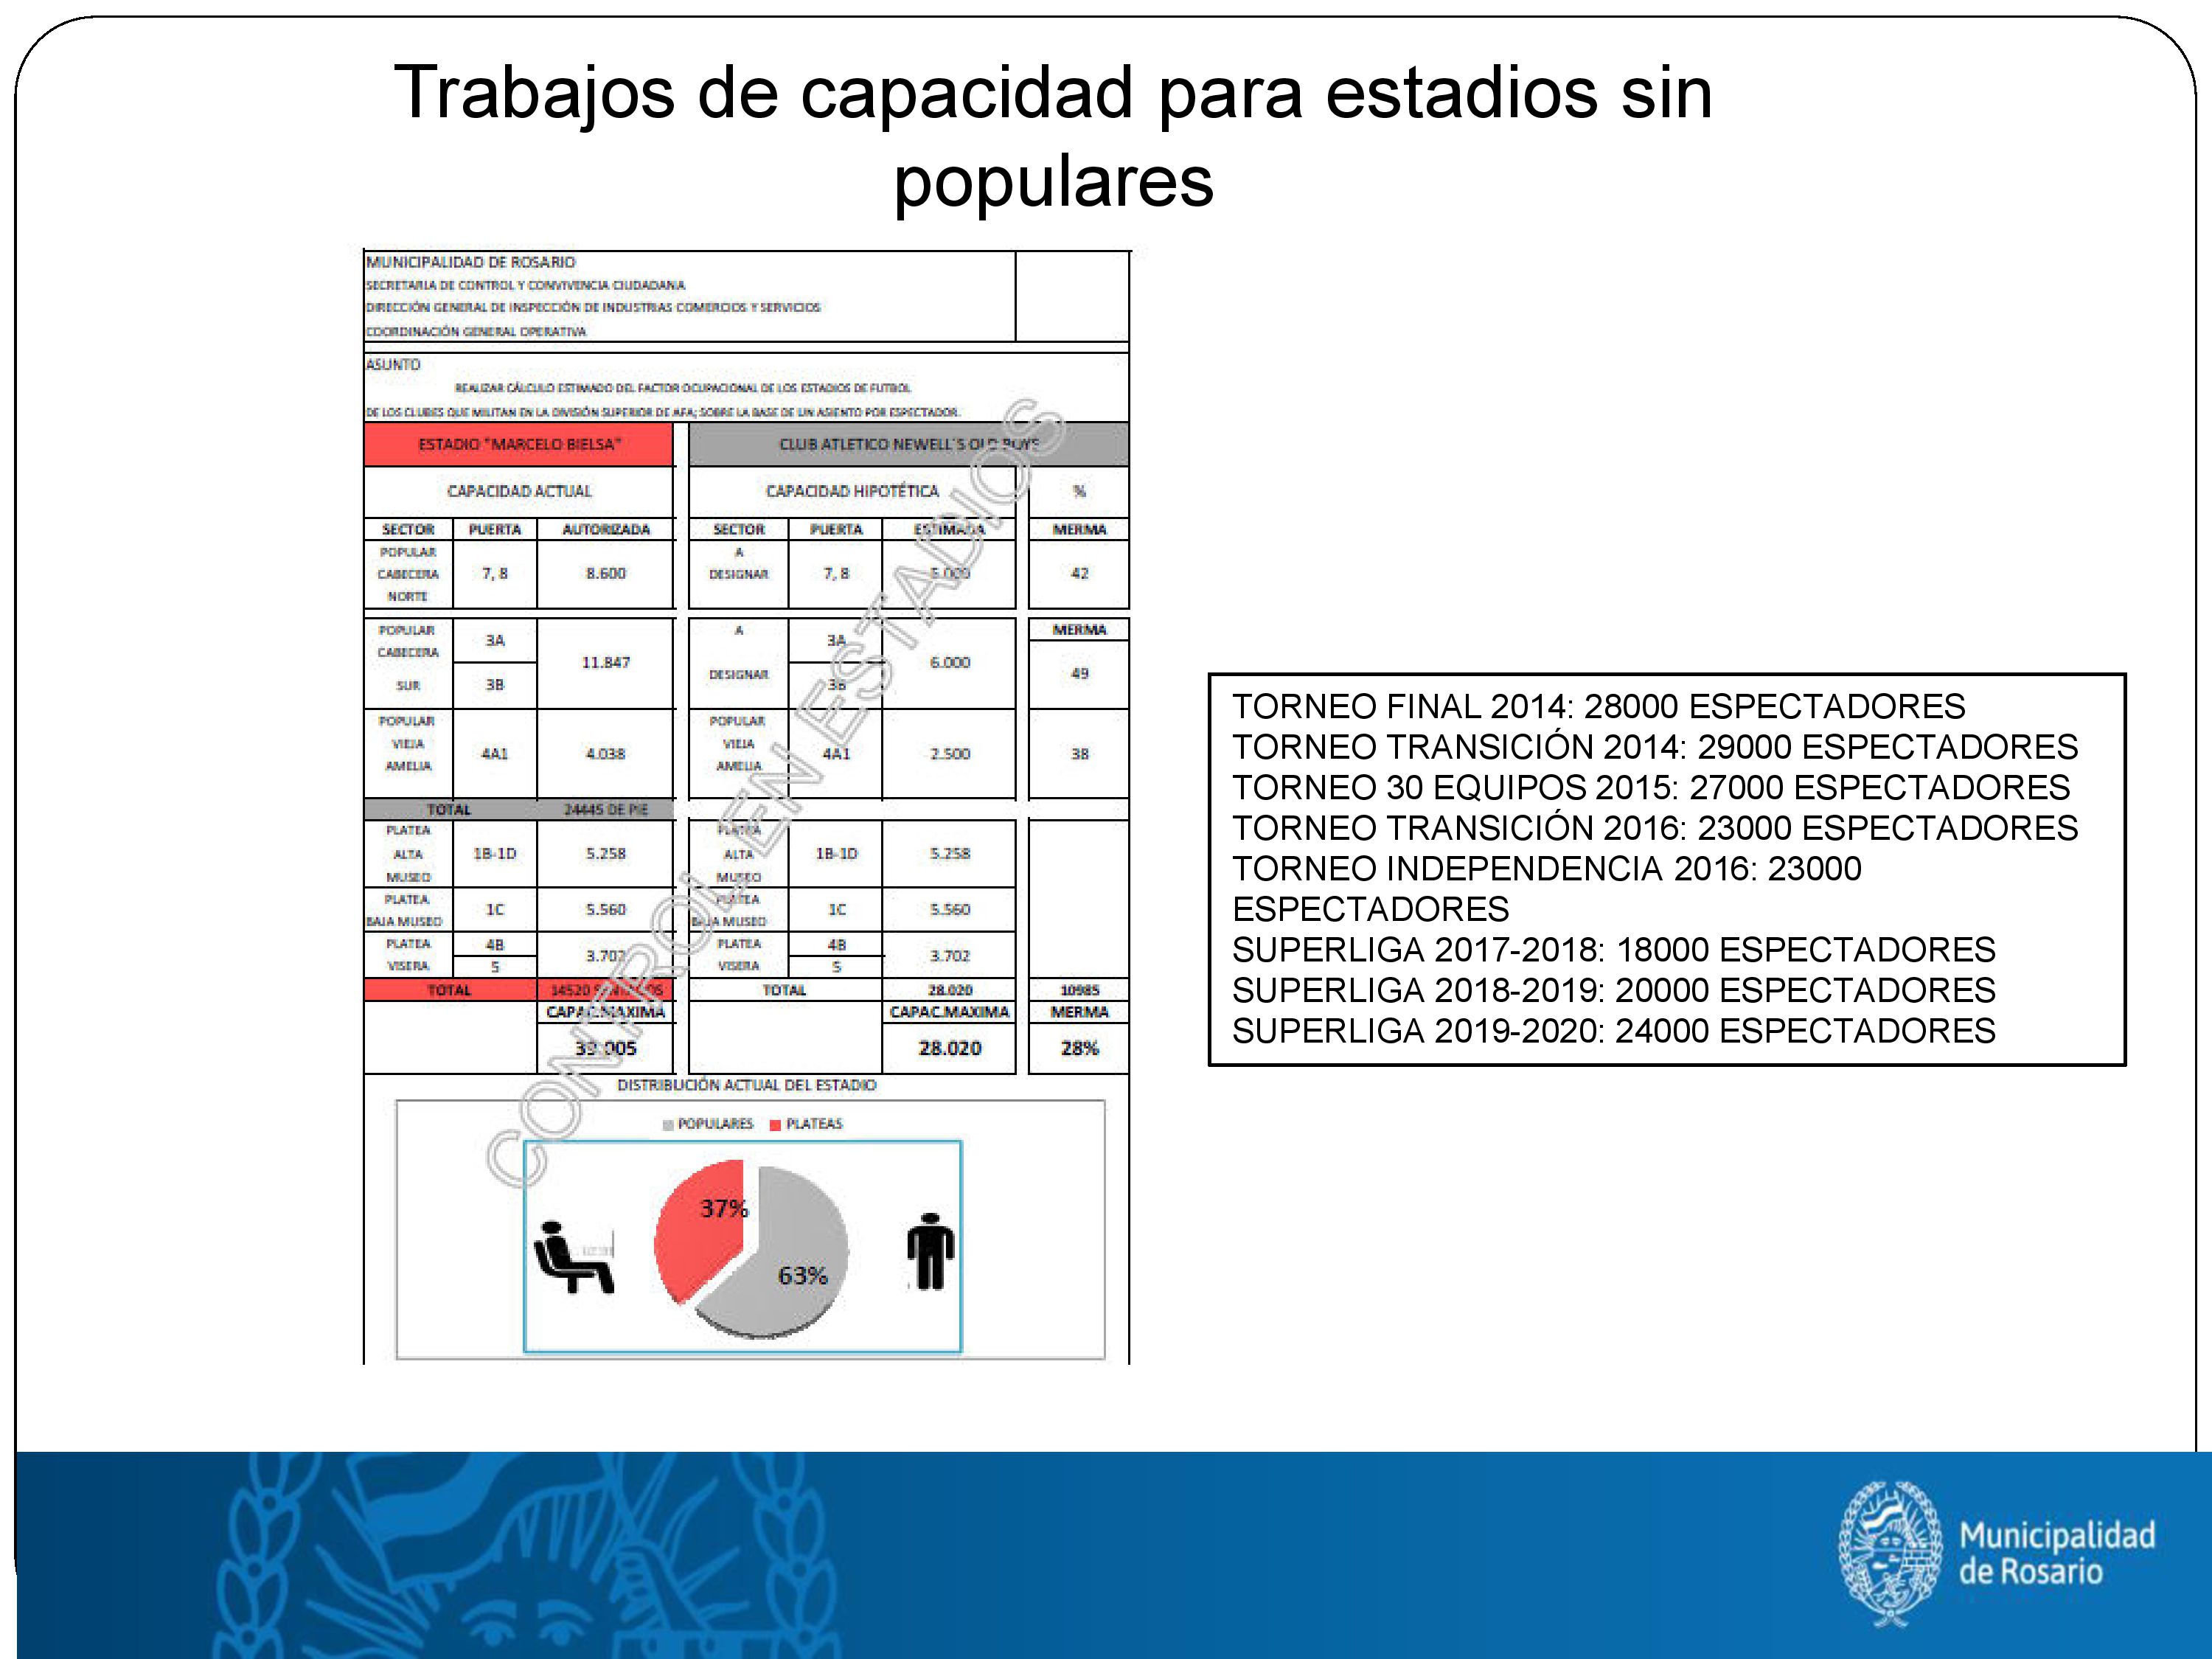 Trabajos de capacidad para estadios sin
populares
MUNICIPALIDAD DE ROSARIO
SECRETARIA DE CONTROL Y CONVIVENCIA CIUDADANA
DIRECCIÓN GENERAL DE INSPECCIÓN DE INDUSTRIAS COMERCIOS Y SERVICIOS
COORDINACIÓN GENERAL OPERATIVA
ASUNTO
REALIZAR CÁLCULO ESTIMADO DEL FACTOR OCUPACIONAL DE LOS ESTADIOS DE FUTBOL
DE LOS CLUBES QUE MILITAN EN LA DIVISIÓN SUPERIOR DE AFA; SOBRE LA BASE DE UN ASIENTO POR ESPECTADOR.
ESTADIO "MARCELO BIELSA" CLUB ATLETICO NEWELL´S OLD BOYS
CAPACIDAD ACTUAL CAPACIDAD HIPOTÉTICA %
SECTOR PUERTA AUTORIZADA SECTOR PUERTA ESTIMADA MERMA
POPULAR A
CABECERA 7, 8 8.600 DESIGNAR 7, 8 5.000 42
NORTE
POPULAR 3A A 3A MERMA
CABECERA 11.847 6.000
SUR 3B DESIGNAR 3B 49
POPULAR POPULAR
VIEJA 4A1 4.038 VIEJA 4A1 2.500 38
AMELIA AMELIA
TOTAL 24445 DE PIE
PLATEA PLATEA
ALTA 1B-1D 5.258 ALTA 1B-1D 5.258
MUSEO MUSEO
PLATEA 1C 5.560 PLATEA 1C 5.560
BAJA MUSEO BAJA MUSEO
PLATEA 4B 3.702 PLATEA 4B 3.702
VISERA 5 VISERA 5
TOTAL 14520 SENTADOS TOTAL 28.020 10985
CAPAC.MAXIMA CAPAC.MAXIMA MERMA
39.005 28.020 28%
DISTRIBUCIÓN ACTUAL DEL ESTADIO
POPULARES PLATEAS
37%
63%
CONTROL EN ESTADIOS
TORNEO FINAL 2014: 28000 ESPECTADORES
TORNEO TRANSICIÓN 2014: 29000 ESPECTADORES
TORNEO 30 EQUIPOS 2015: 27000 ESPECTADORES
TORNEO TRANSICIÓN 2016: 23000 ESPECTADORES
TORNEO INDEPENDENCIA 2016: 23000
ESPECTADORES
SUPERLIGA 2017-2018: 18000 ESPECTADORES
SUPERLIGA 2018-2019: 20000 ESPECTADORES
SUPERLIGA 2019-2020: 24000 ESPECTADORES
Municipalidad
de Rosario